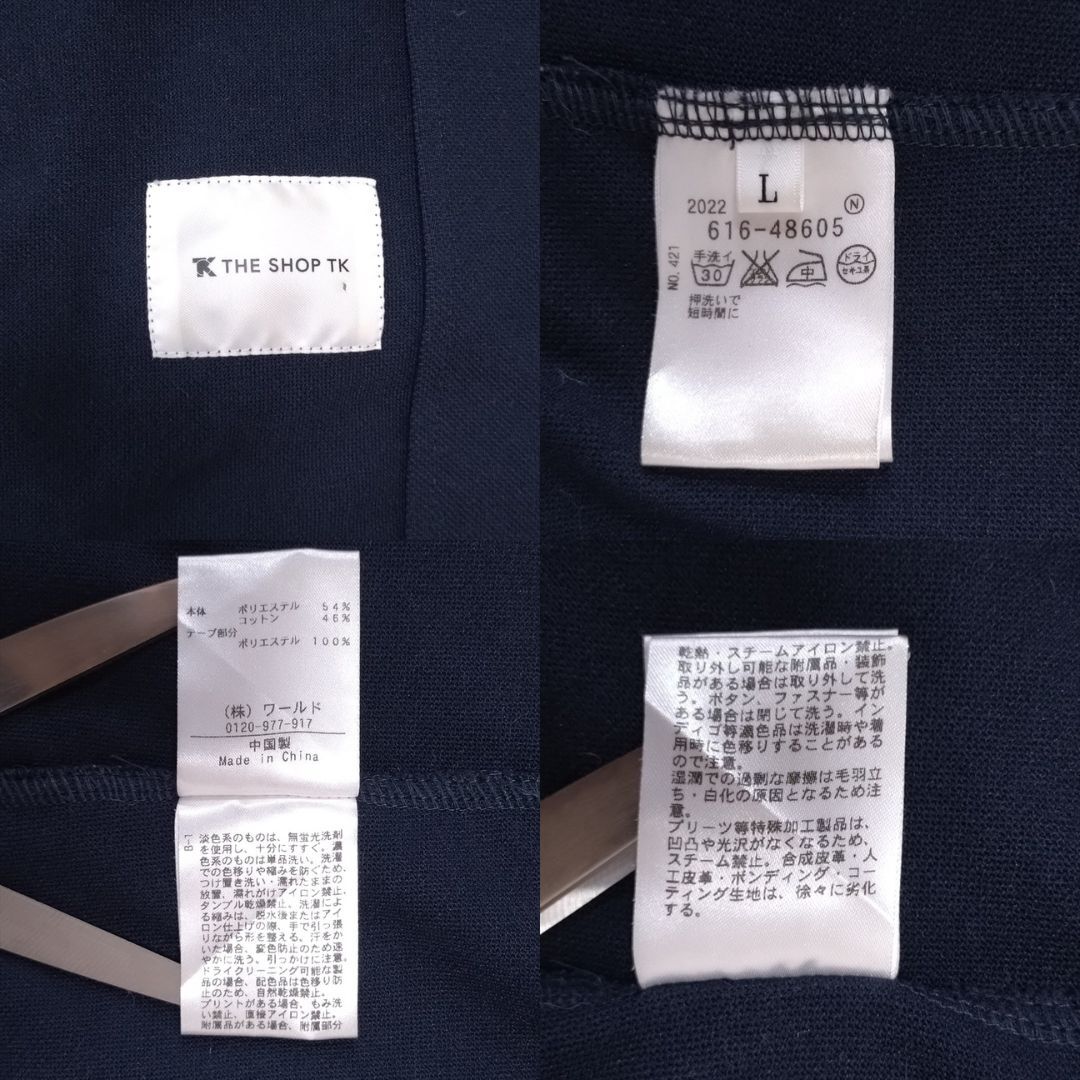 TK THE SHOP TK
L
2022 N
616-48605
NO. 421
手洗イ
30
中
ドライ
セキユ系
押洗いで
短時間に
本体 ポリエステル 54%
コットン 46%
テープ部分
ポリエステル 100%
(株) ワールド
0120-977-917
中国製
Made in China
B-1
淡色系のものは、無蛍光洗剤
を使用し、十分にすすぐ。濃
色系のものは単品洗い。洗濯
での色移りや縮みを防ぐため、
つけ置き洗い・濡れたままの
放置、濡れがけアイロン禁止。
タンブル乾燥禁止。洗濯によ
る縮みは、脱水後またはアイ
ロン仕上げの際、手で引っ張
りながら形を整える。汗をか
いた場合、変色防止のため速
やかに洗う。引っかけに注意。
ドライクリーニング可能な製
品の場合、配色品は色移り防
止のため、自然乾燥禁止。
プリントがある場合、もみ洗
い禁止、直接アイロン禁止。
附属品がある場合、附属部分
乾熱・スチームアイロン禁止。
取り外し可能な附属品・装飾
品がある場合は取り外して洗
う。ボタン、ファスナー等が
ある場合は閉じて洗う。イン
ディゴ等濃色品は洗濯時や着
用時に色移りすることがある
ので注意。
湿潤での過剰な摩擦は毛羽立
ち・白化の原因となるため注
意。
プリーツ等特殊加工製品は、
凹凸や光沢がなくなるため、
スチーム禁止。合成皮革・人
工皮革・ボンディング・コー
ティング生地は、徐々に劣化
する。